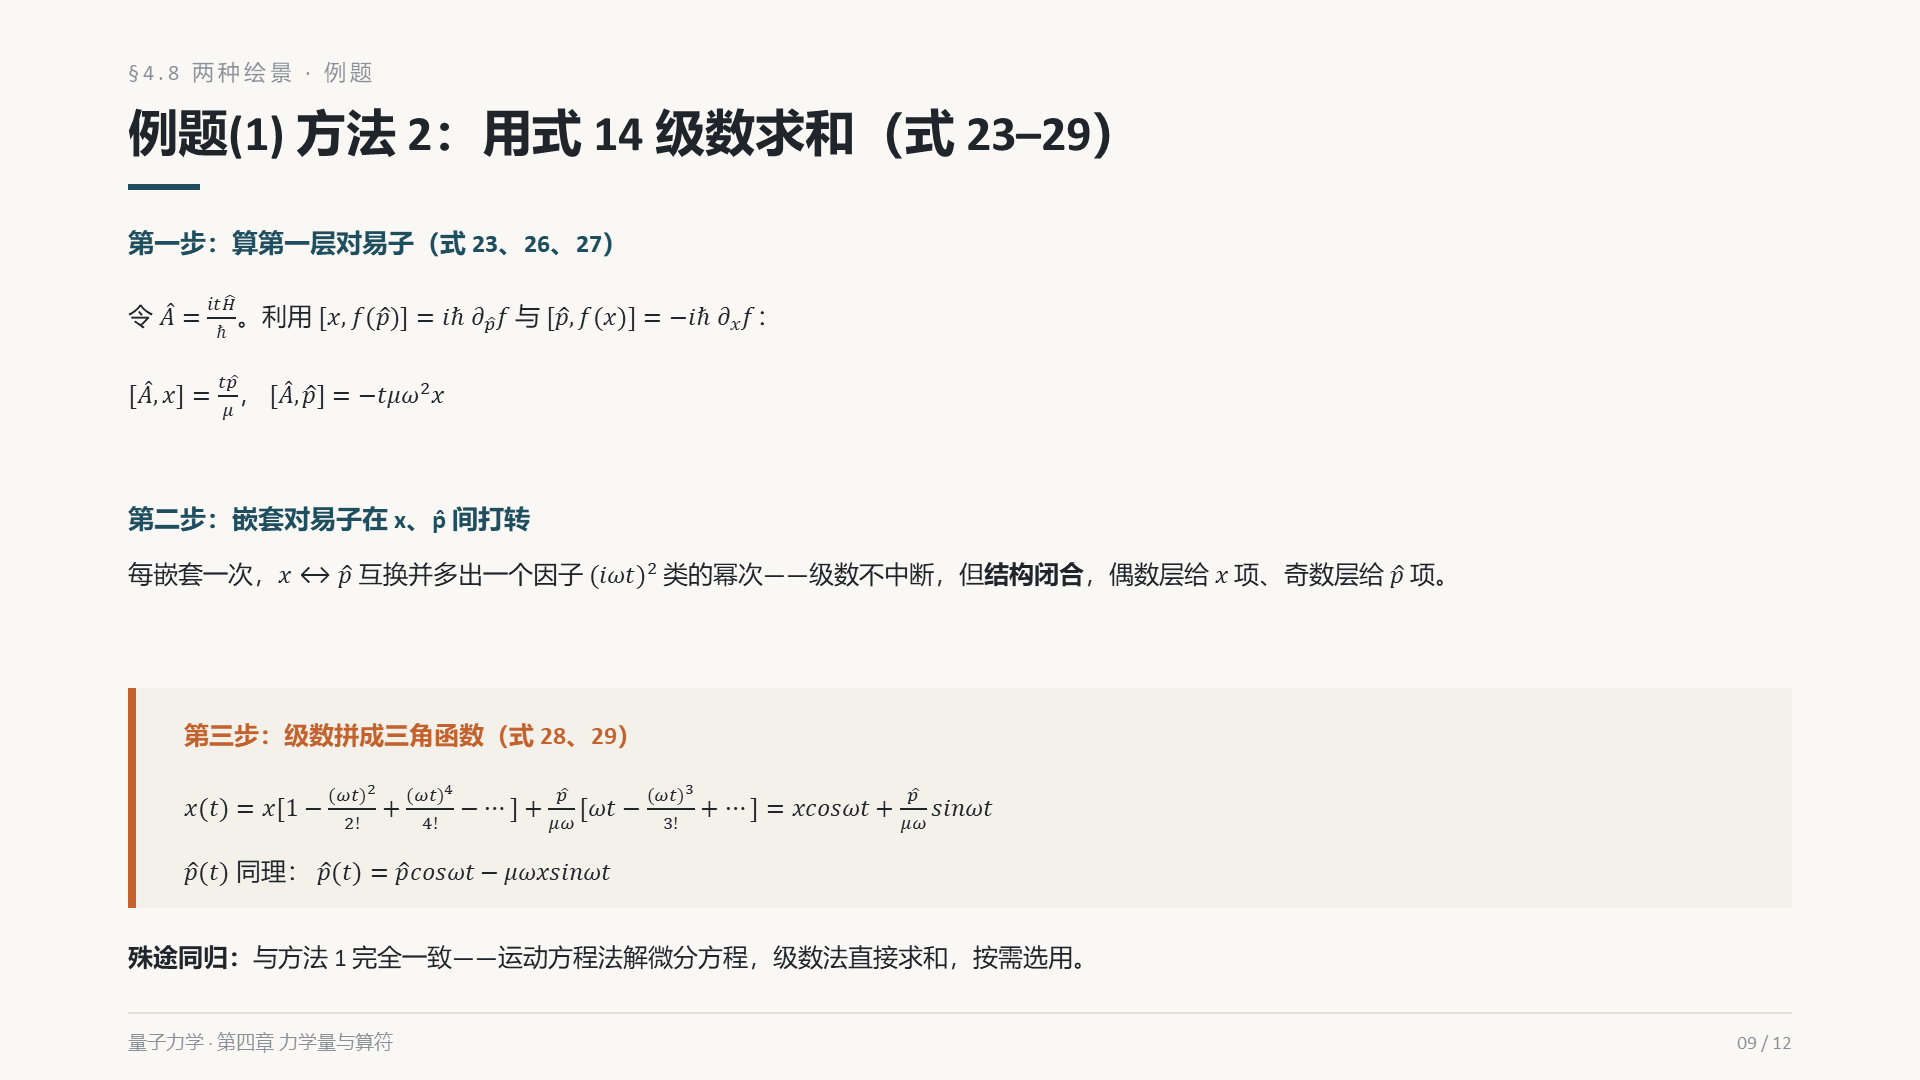 §4.8 两种绘景 · 例题
例题(1) 方法 2：用式 14 级数求和（式 23–29）
第一步：算第一层对易子（式 23、26、27）
令 Â = \frac{itĤ}{ħ}。利用 [x, f(p̂)] = iħ ∂_{p̂}f 与 [p̂, f(x)] = −iħ ∂_x f：
[Â, x] = \frac{tp̂}{μ}， [Â, p̂] = −tμω²x
第二步：嵌套对易子在 x、p̂ 间打转
每嵌套一次，x ↔ p̂ 互换并多出一个因子 (iωt)² 类的幂次——级数不中断，但结构闭合，偶数层给 x 项、奇数层给 p̂ 项。
第三步：级数拼成三角函数（式 28、29）
x(t) = x[1 − \frac{(ωt)²}{2!} + \frac{(ωt)⁴}{4!} − ⋯ ] + \frac{p̂}{μω} [ωt − \frac{(ωt)³}{3!} + ⋯ ] = xcosωt + \frac{p̂}{μω} sinωt
p̂(t) 同理： p̂(t) = p̂cosωt − μωxsinωt
殊途同归：与方法 1 完全一致——运动方程法解微分方程，级数法直接求和，按需选用。
量子力学 · 第四章 力学量与算符
09 / 12